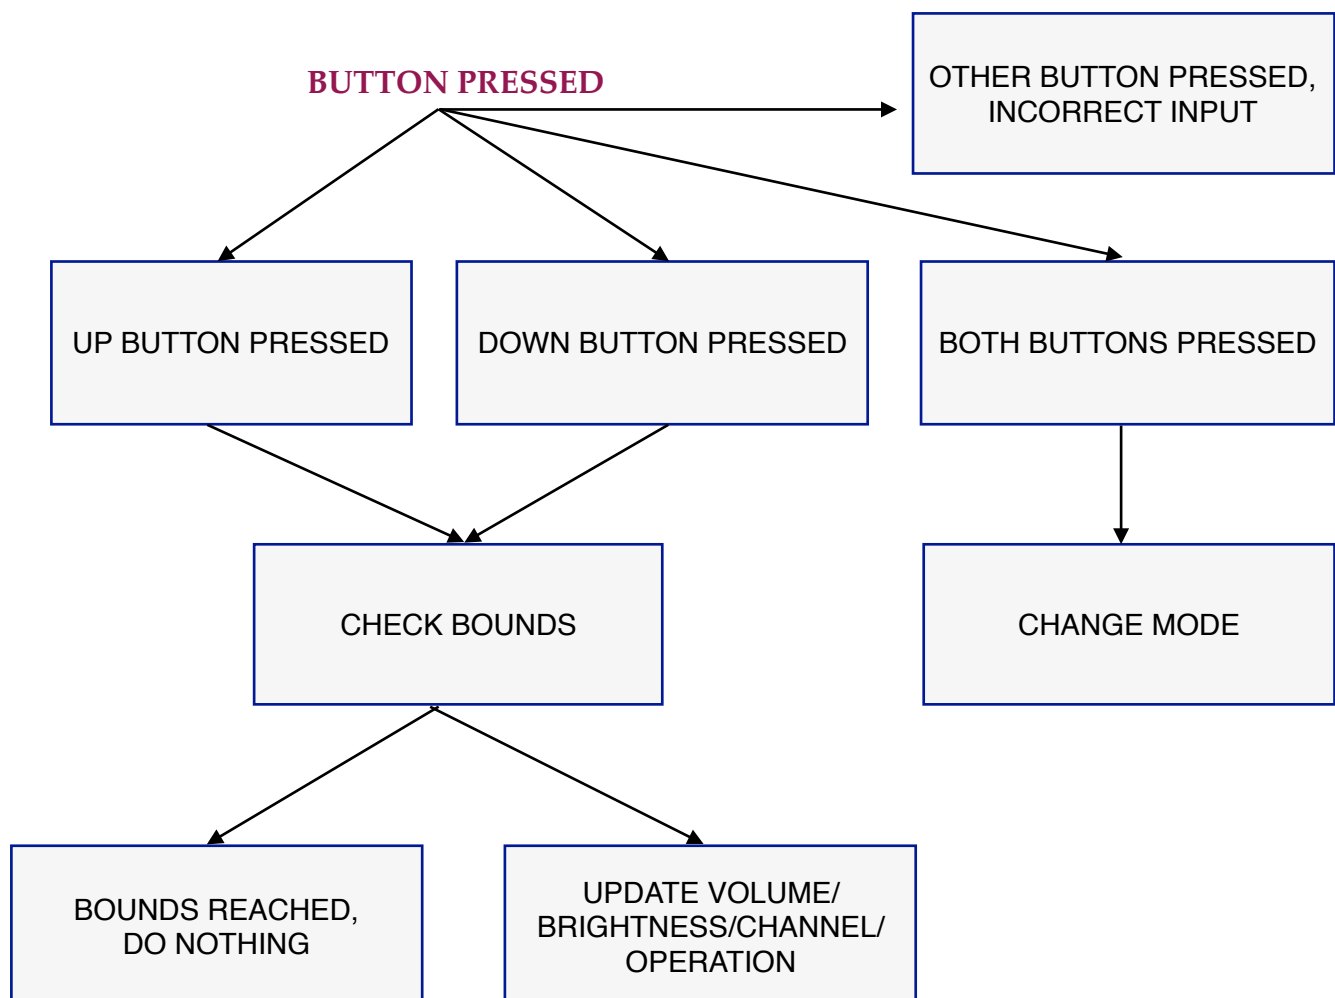 BUTTON PRESSED
OTHER BUTTON PRESSED,
INCORRECT INPUT
UP BUTTON PRESSED
DOWN BUTTON PRESSED
BOTH BUTTONS PRESSED
CHECK BOUNDS
CHANGE MODE
BOUNDS REACHED,
DO NOTHING
UPDATE VOLUME/
BRIGHTNESS/CHANNEL/
OPERATION